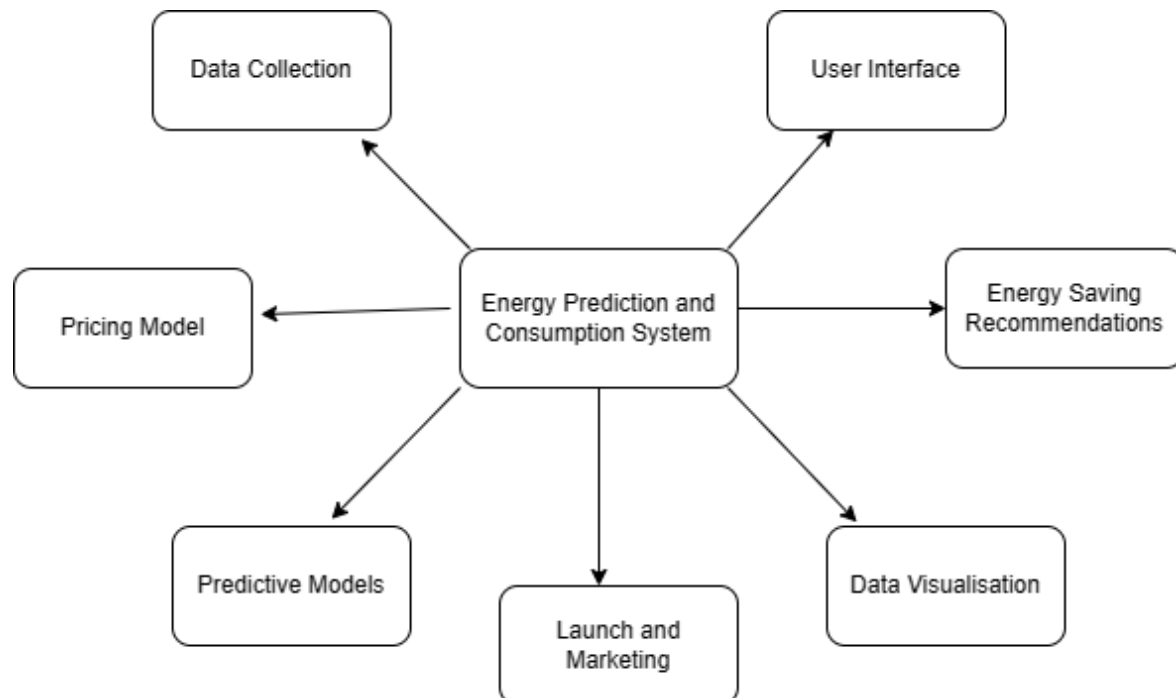 Data Collection
User Interface
Energy Prediction and
Consumption System
Energy Saving
Recommendations
Pricing Model
Predictive Models
Data Visualisation
Launch and
Marketing